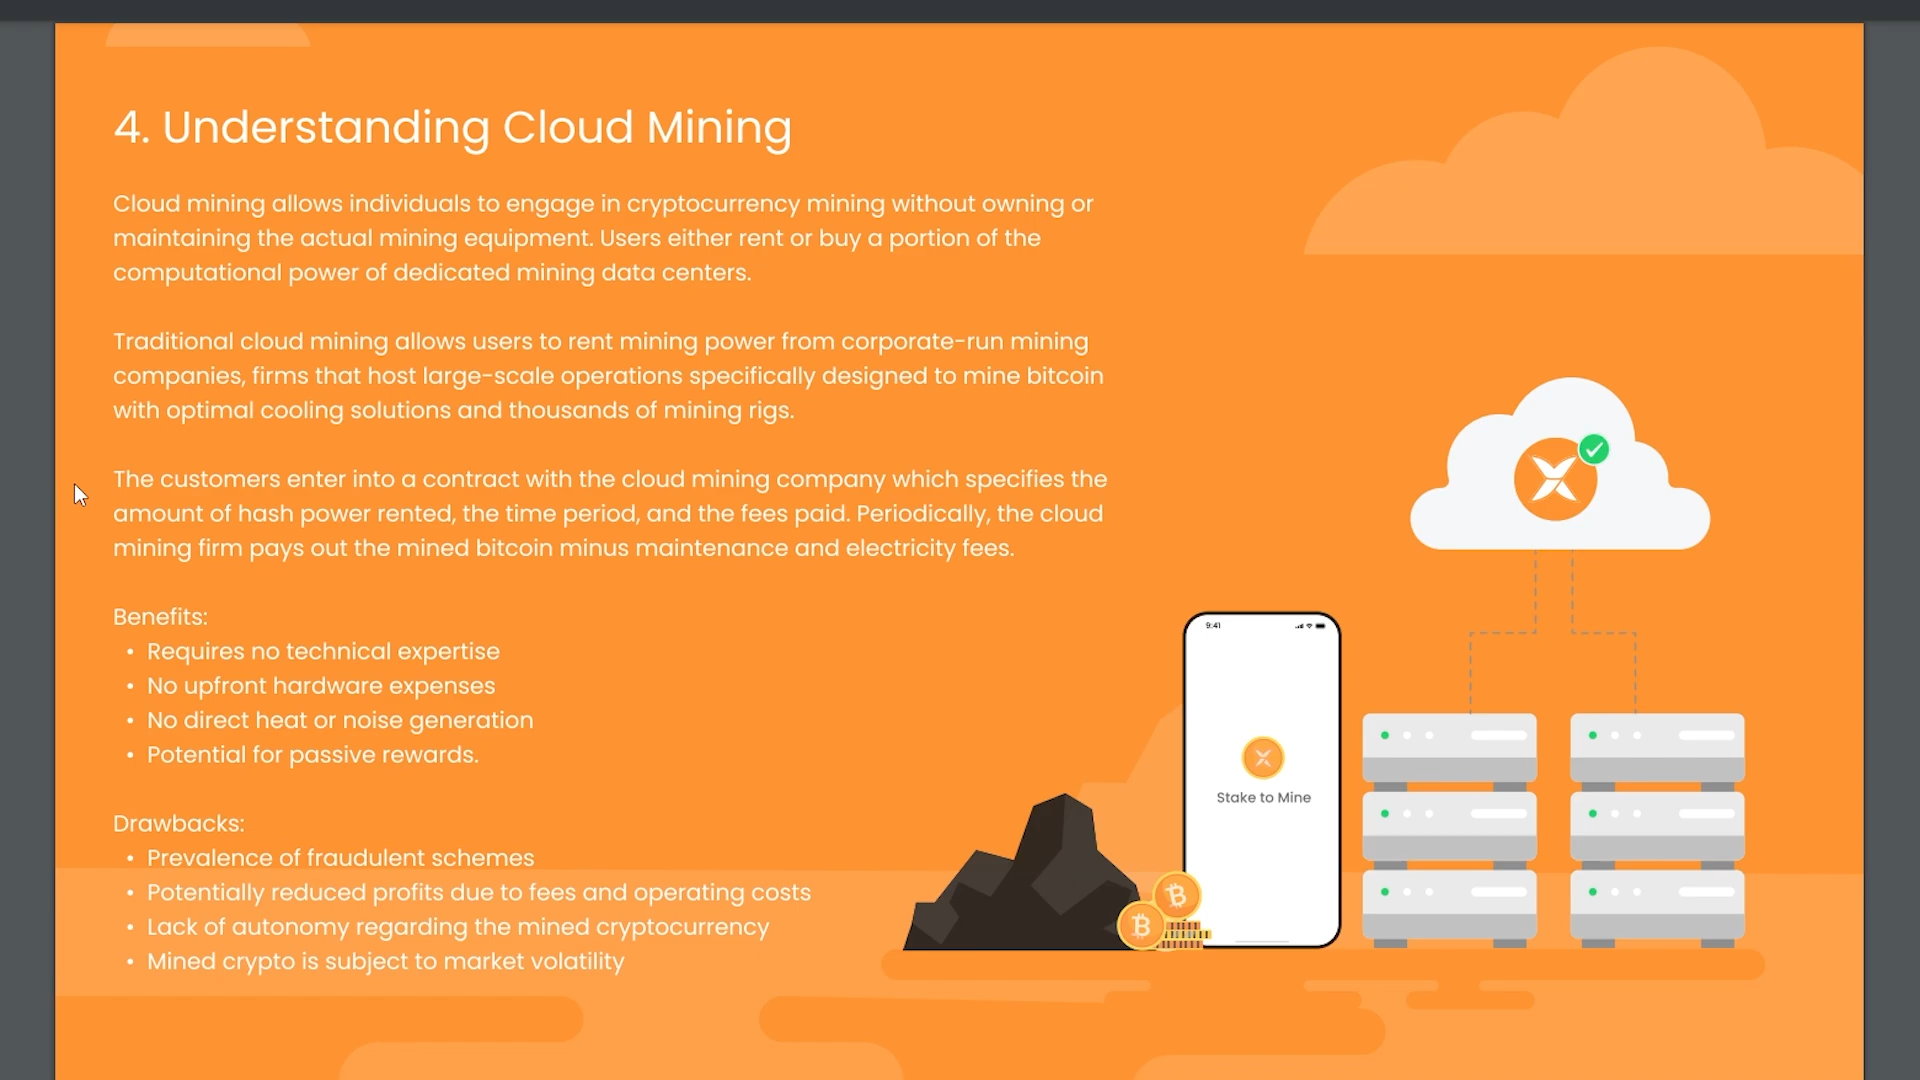 4. Understanding Cloud Mining
Cloud mining allows individuals to engage in cryptocurrency mining without owning or
maintaining the actual mining equipment. Users either rent or buy a portion of the
computational power of dedicated mining data centers.
Traditional cloud mining allows users to rent mining power from corporate-run mining
companies, firms that host large-scale operations specifically designed to mine bitcoin
with optimal cooling solutions and thousands of mining rigs.
The customers enter into a contract with the cloud mining company which specifies the
amount of hash power rented, the time period, and the fees paid. Periodically, the cloud
mining firm pays out the mined bitcoin minus maintenance and electricity fees.
Benefits:
• Requires no technical expertise
• No upfront hardware expenses
• No direct heat or noise generation
• Potential for passive rewards.
Drawbacks:
• Prevalence of fraudulent schemes
• Potentially reduced profits due to fees and operating costs
• Lack of autonomy regarding the mined cryptocurrency
• Mined crypto is subject to market volatility
9:41
Stake to Mine